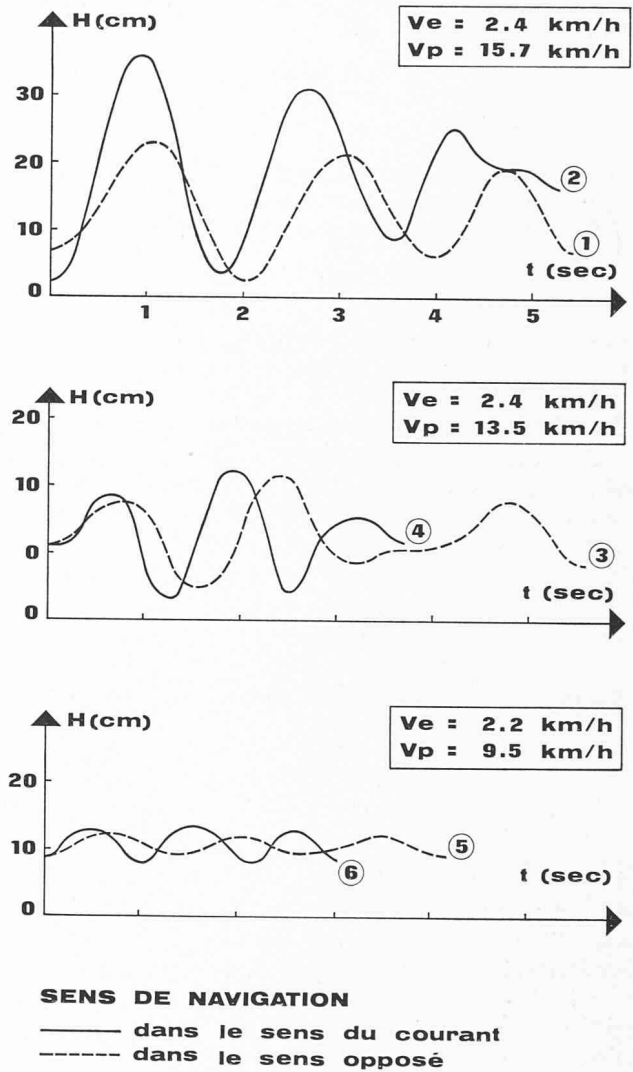 H (cm)
Ve = 2.4 km/h
Vp = 15.7 km/h
30
20
10
0
②
①
t (sec)
1 2 3 4 5
H (cm)
Ve = 2.4 km/h
Vp = 13.5 km/h
20
10
0
0
④
③
t (sec)
H (cm)
Ve = 2.2 km/h
Vp = 9.5 km/h
20
10
0
⑤
⑥
t (sec)
SENS DE NAVIGATION
dans le sens du courant
dans le sens opposé